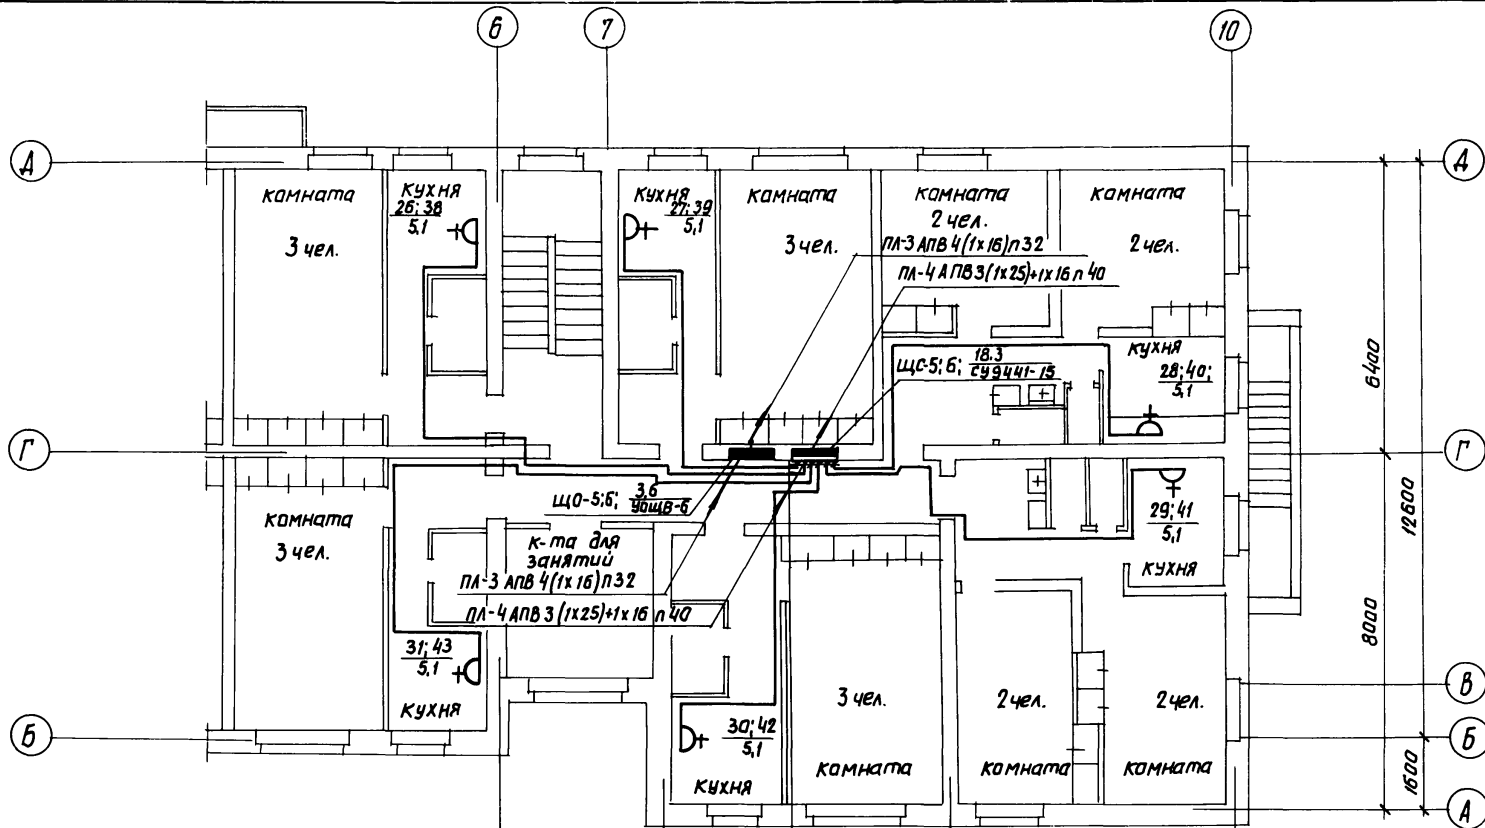 6
7
10
Д
Д
комната
3 чел.
кухня
26; 38
5,1
кухня
27; 39
5,1
комната
3 чел.
комната
2 чел.
комната
2 чел.
ПЛ-3 АПВ 4(1х16) п32
ПЛ-4 АПВ 3(1х25)+1х16 п 40
ЩС-5; 6; 18.3
СУ9441-15
кухня
28; 40;
5,1
6400
12600
Г
Г
ЩО-5;6; 3,6
УОЩВ-6
комната
3 чел.
к-та для
занятий
ПЛ-3 АПВ 4(1х16) п32
ПЛ-4 АПВ 3(1х25)+1х16 п 40
29; 41
5,1
кухня
8000
31; 43
5,1
кухня
3 чел.
2 чел.
2 чел.
В
Б
Б
30; 42
5,1
кухня
комната
комната
комната
1600
А